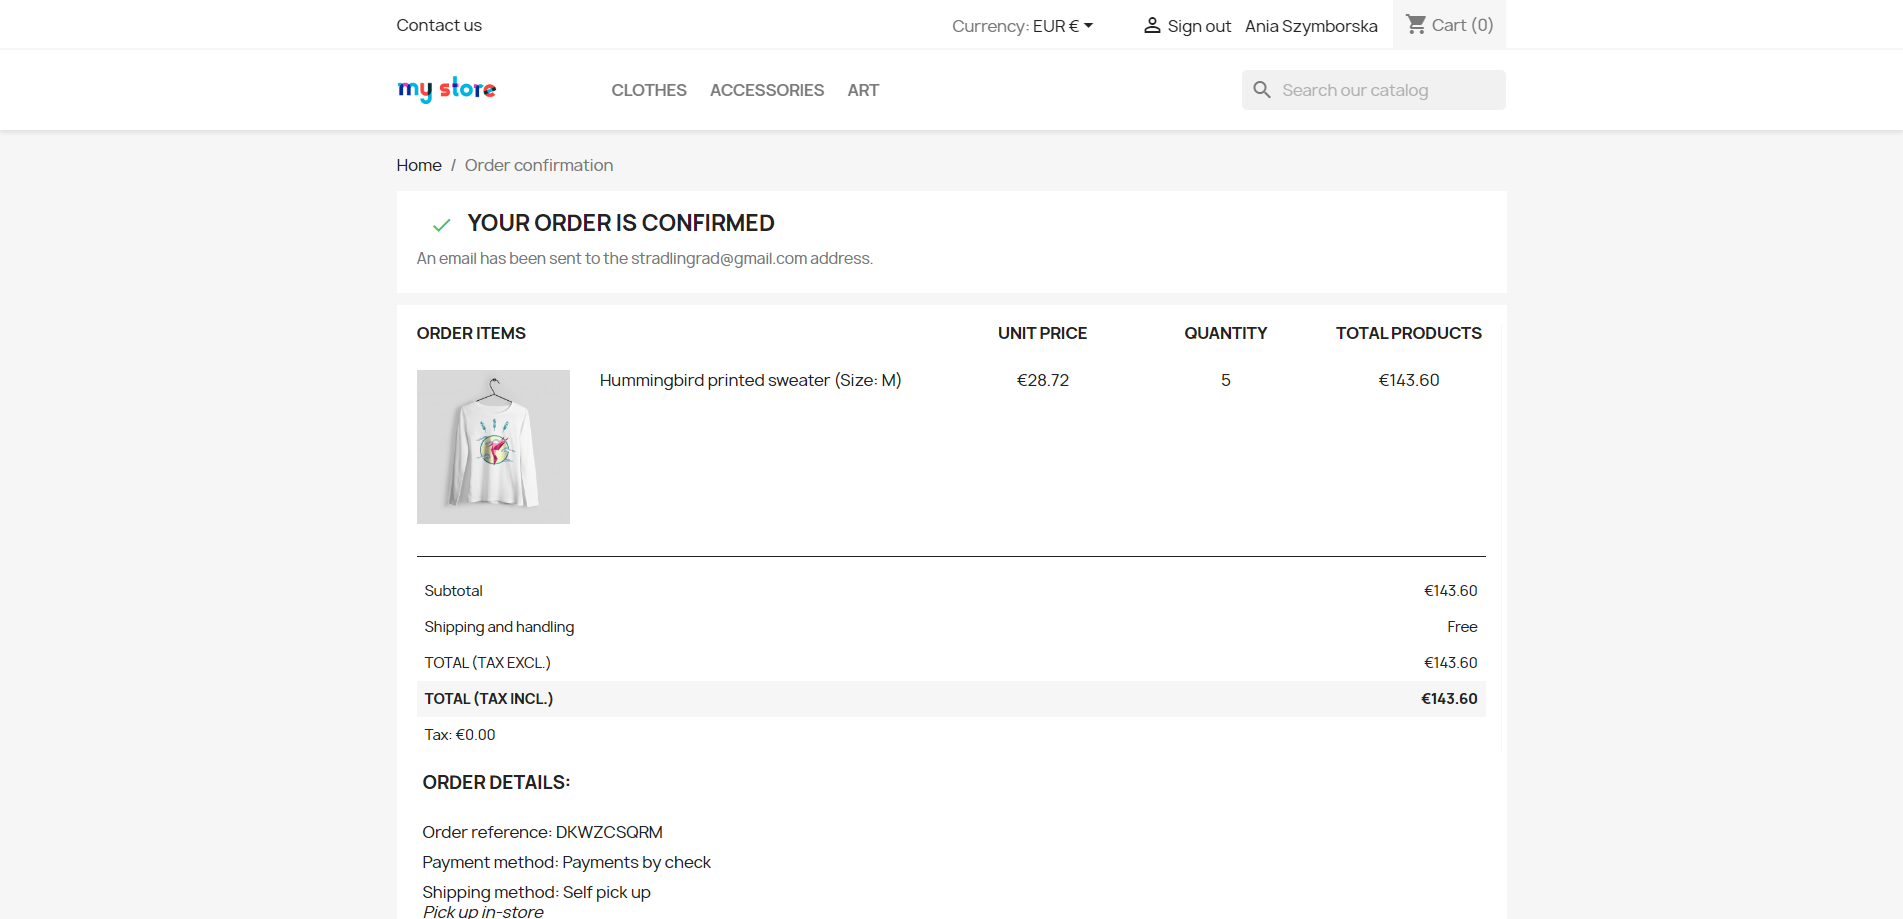 Contact us
Currency: EUR €
Sign out Ania Szymborska
Cart (0)
my store
CLOTHES ACCESSORIES ART
Search our catalog
Home / Order confirmation
YOUR ORDER IS CONFIRMED
An email has been sent to the stradlingrad@gmail.com address.
ORDER ITEMS UNIT PRICE QUANTITY TOTAL PRODUCTS
Hummingbird printed sweater (Size: M) €28.72 5 €143.60
Subtotal €143.60
Shipping and handling Free
TOTAL (TAX EXCL.) €143.60
TOTAL (TAX INCL.) €143.60
Tax: €0.00
ORDER DETAILS:
Order reference: DKWZCSQRM
Payment method: Payments by check
Shipping method: Self pick up
Pick up in-store